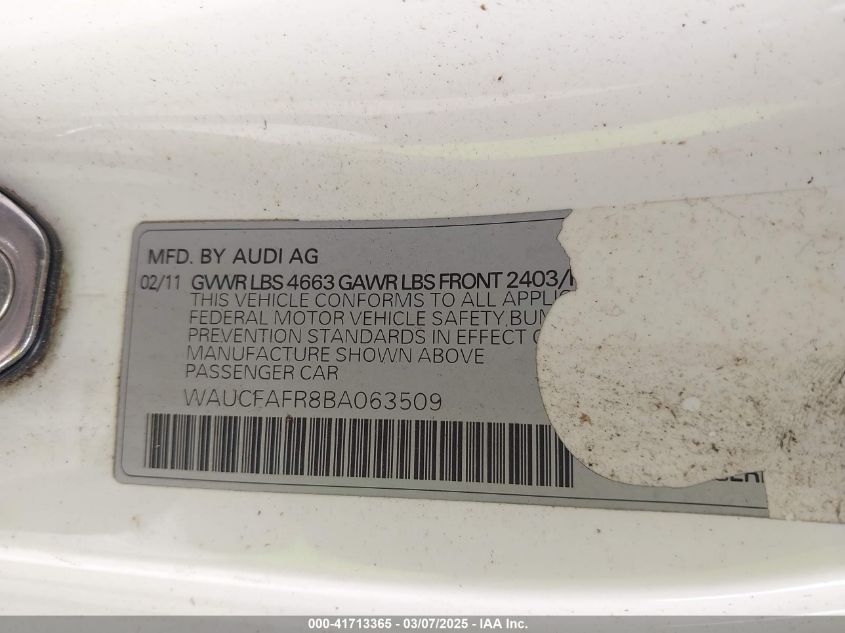 MFD. BY AUDI AG
02/11 GVWR LBS 4663 GAWR LBS FRONT 2403/
THIS VEHICLE CONFORMS TO ALL APPLIC
FEDERAL MOTOR VEHICLE SAFETY, BUM
PREVENTION STANDARDS IN EFFECT O
MANUFACTURE SHOWN ABOVE
PASSENGER CAR
WAUCFAFR8BA063509
000-41713365 - 03/07/2025 - IAA Inc.